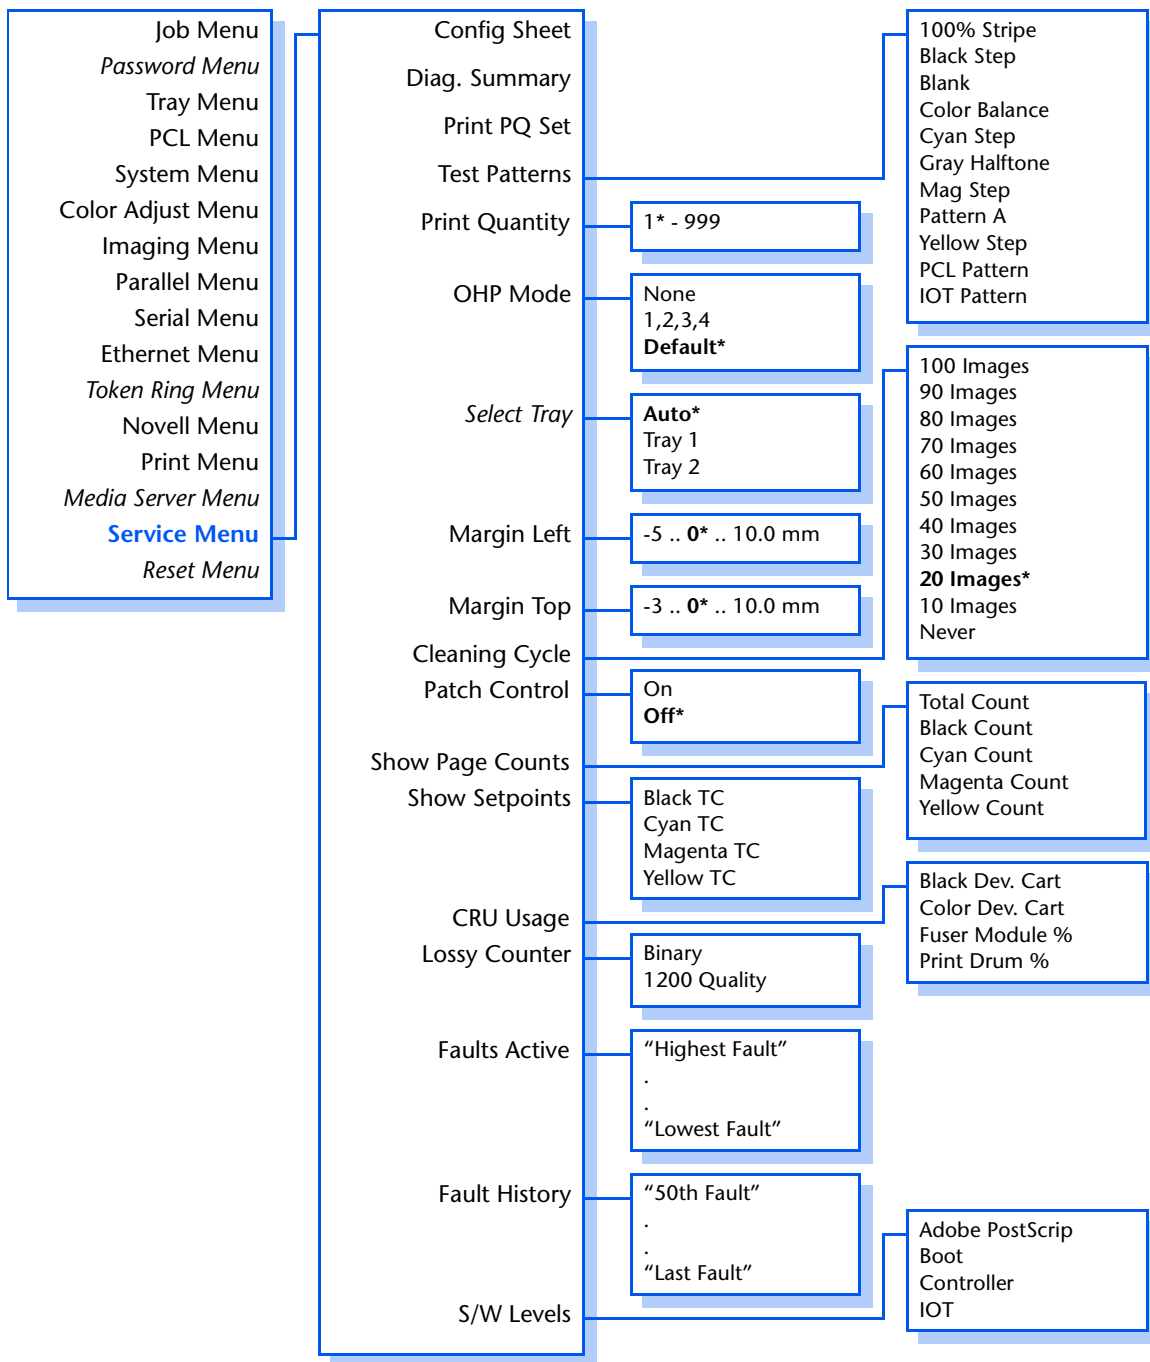 Job Menu
Password Menu
Tray Menu
PCL Menu
System Menu
Color Adjust Menu
Imaging Menu
Parallel Menu
Serial Menu
Ethernet Menu
Token Ring Menu
Novell Menu
Print Menu
Media Server Menu
Service Menu
Reset Menu
Config Sheet
Diag. Summary
Print PQ Set
Test Patterns
Print Quantity
OHP Mode
Select Tray
Margin Left
Margin Top
Cleaning Cycle
Patch Control
Show Page Counts
Show Setpoints
CRU Usage
Lossy Counter
Faults Active
Fault History
S/W Levels
1* - 999
None
1,2,3,4
Default*
Auto*
Tray 1
Tray 2
-5 .. 0* .. 10.0 mm
-3 .. 0* .. 10.0 mm
On
Off*
Black TC
Cyan TC
Magenta TC
Yellow TC
Binary
1200 Quality
“Highest Fault”
.
.
“Lowest Fault”
“50th Fault”
.
.
“Last Fault”
100% Stripe
Black Step
Blank
Color Balance
Cyan Step
Gray Halftone
Mag Step
Pattern A
Yellow Step
PCL Pattern
IOT Pattern
100 Images
90 Images
80 Images
70 Images
60 Images
50 Images
40 Images
30 Images
20 Images*
10 Images
Never
Total Count
Black Count
Cyan Count
Magenta Count
Yellow Count
Black Dev. Cart
Color Dev. Cart
Fuser Module %
Print Drum %
Adobe PostScrip
Boot
Controller
IOT